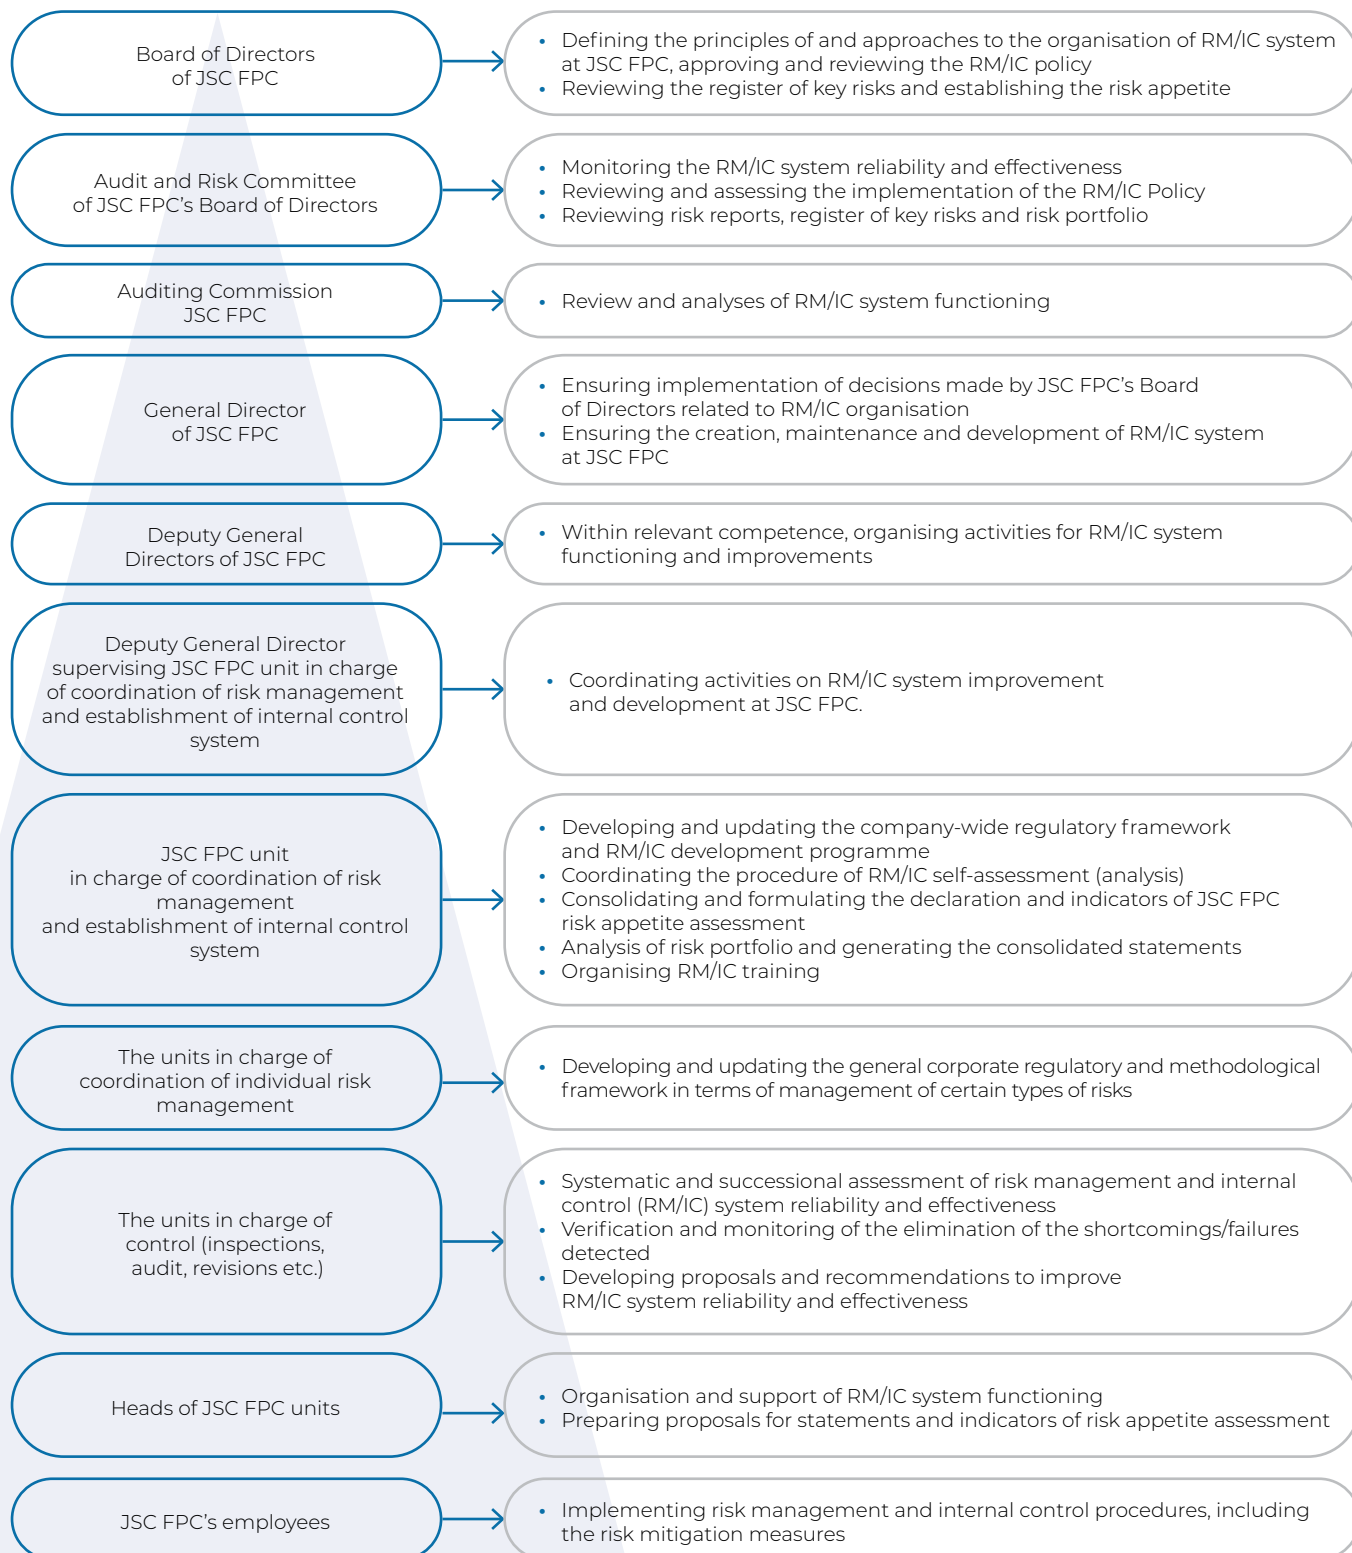 Board of Directors
of JSC FPC
• Defining the principles of and approaches to the organisation of RM/IC system
at JSC FPC, approving and reviewing the RM/IC policy
• Reviewing the register of key risks and establishing the risk appetite
Audit and Risk Committee
of JSC FPC’s Board of Directors
• Monitoring the RM/IC system reliability and effectiveness
• Reviewing and assessing the implementation of the RM/IC Policy
• Reviewing risk reports, register of key risks and risk portfolio
Auditing Commission
JSC FPC
• Review and analyses of RM/IC system functioning
General Director
of JSC FPC
• Ensuring implementation of decisions made by JSC FPC’s Board
of Directors related to RM/IC organisation
• Ensuring the creation, maintenance and development of RM/IC system
at JSC FPC
Deputy General
Directors of JSC FPC
• Within relevant competence, organising activities for RM/IC system
functioning and improvements
Deputy General Director
supervising JSC FPC unit in charge
of coordination of risk management
and establishment of internal control
system
• Coordinating activities on RM/IC system improvement
and development at JSC FPC.
JSC FPC unit
in charge of coordination of risk
management
and establishment of internal control
system
• Developing and updating the company-wide regulatory framework
and RM/IC development programme
• Coordinating the procedure of RM/IC self-assessment (analysis)
• Consolidating and formulating the declaration and indicators of JSC FPC
risk appetite assessment
• Analysis of risk portfolio and generating the consolidated statements
• Organising RM/IC training
The units in charge of
coordination of individual risk
management
• Developing and updating the general corporate regulatory and methodological
framework in terms of management of certain types of risks
The units in charge of
control (inspections,
audit, revisions etc.)
• Systematic and successional assessment of risk management and internal
control (RM/IC) system reliability and effectiveness
• Verification and monitoring of the elimination of the shortcomings/failures
detected
• Developing proposals and recommendations to improve
RM/IC system reliability and effectiveness
Heads of JSC FPC units
• Organisation and support of RM/IC system functioning
• Preparing proposals for statements and indicators of risk appetite assessment
JSC FPC’s employees
• Implementing risk management and internal control procedures, including
the risk mitigation measures